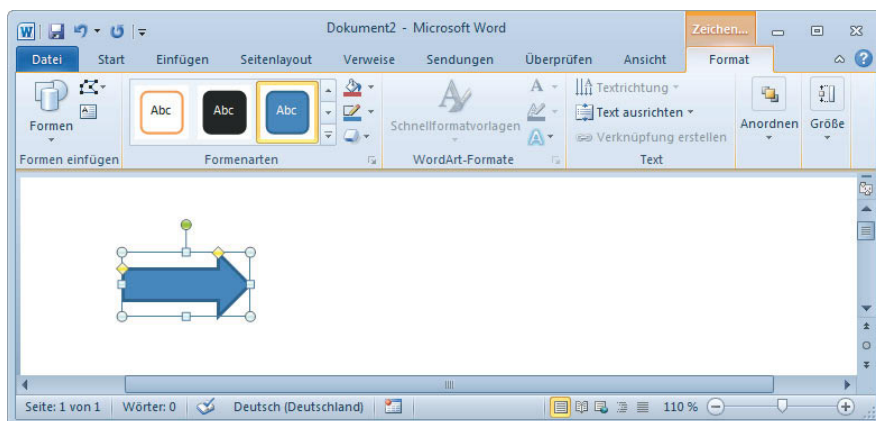 W Dokument2 - Microsoft Word Zeichen...
Datei Start Einfügen Seitenlayout Verweise Sendungen Überprüfen Ansicht Format
Abc Abc Abc
A Textrichtung
Text ausrichten
Formen Schnellformatvorlagen Anordnen Größe
A Verknüpfung erstellen
Formen einfügen Formenarten WordArt-Formate Text
Seite: 1 von 1 Wörter: 0 Deutsch (Deutschland) 110 %